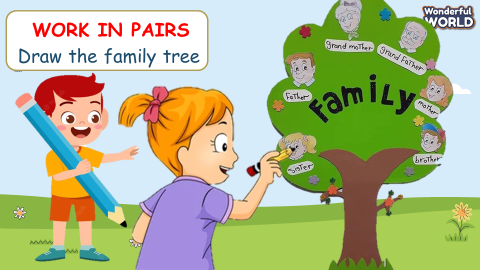 WORK IN PAIRS
Draw the family tree
Wonderful
WORLD
grand mother
grand father
Father
mother
Family
sister
brother